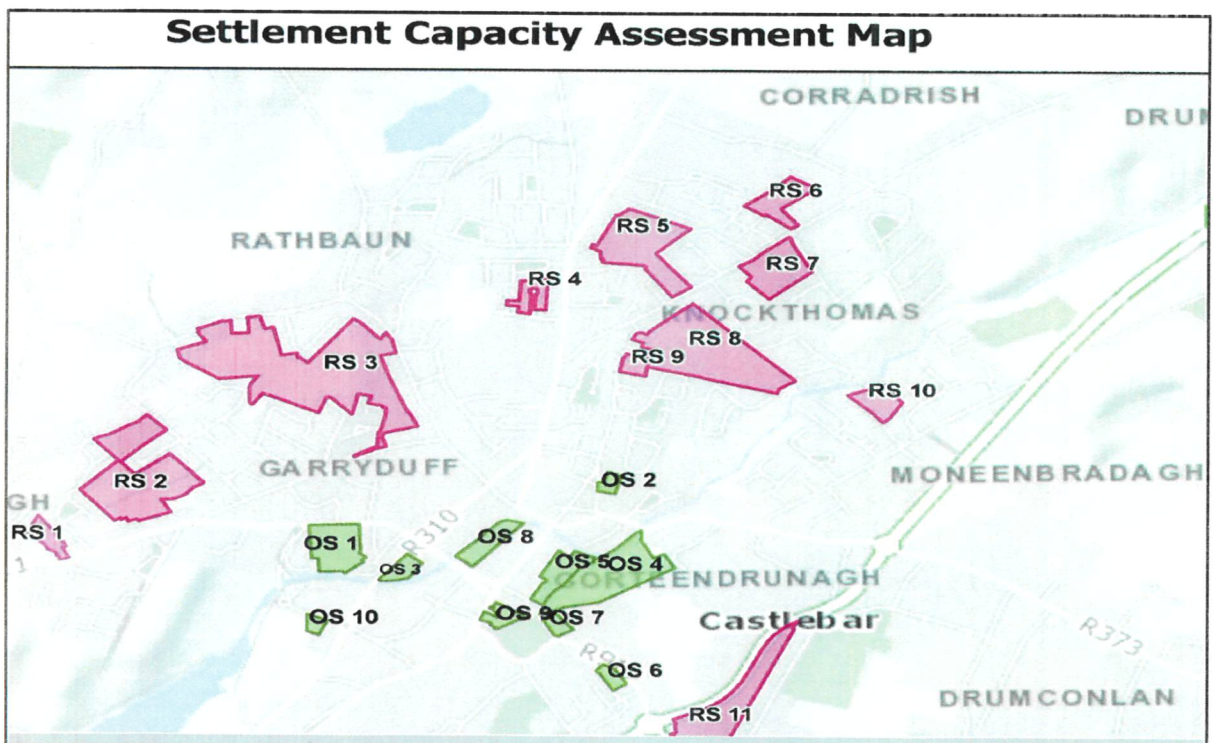 Settlement Capacity Assessment Map
CORRADRISH
DRUM
RS 6
RS 5
RATHBAUN
RS 7
RS 4
KNOCKTHOMAS
RS 8
RS 3
RS 9
RS 10
GARRYDUFF
MONEENBRADAGH
RS 2
OS 2
GH
RS 1
R310
OS 8
OS 1
OS 3
OS 5
OS 4
1
GORTEENDRUNAGH
OS 10
OS 9
OS 7
Castlebar
R373
OS 6
DRUMCONLAN
RS 11